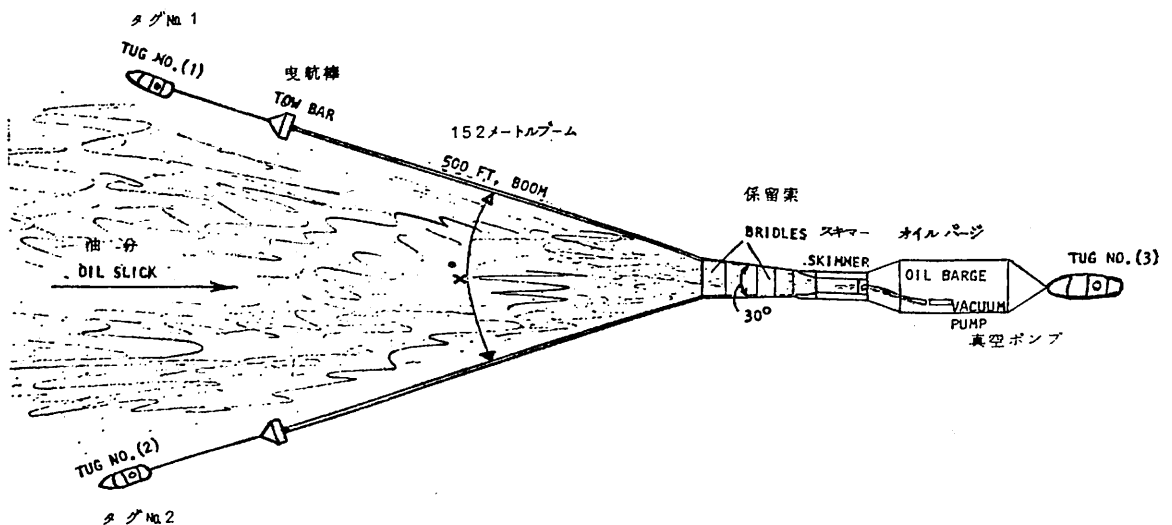 タグNo.1
TUG NO.(1)
曳航棒
TOW BAR
152メートルブーム
500 FT, BOOM
保留索
BRIDLES
スキマー
SKIMMER
オイルバージ
OIL BARGE
TUG NO.(3)
油分
OIL SLICK
X°
30°
VACUUM
PUMP
真空ポンプ
TUG NO.(2)
タグNo.2